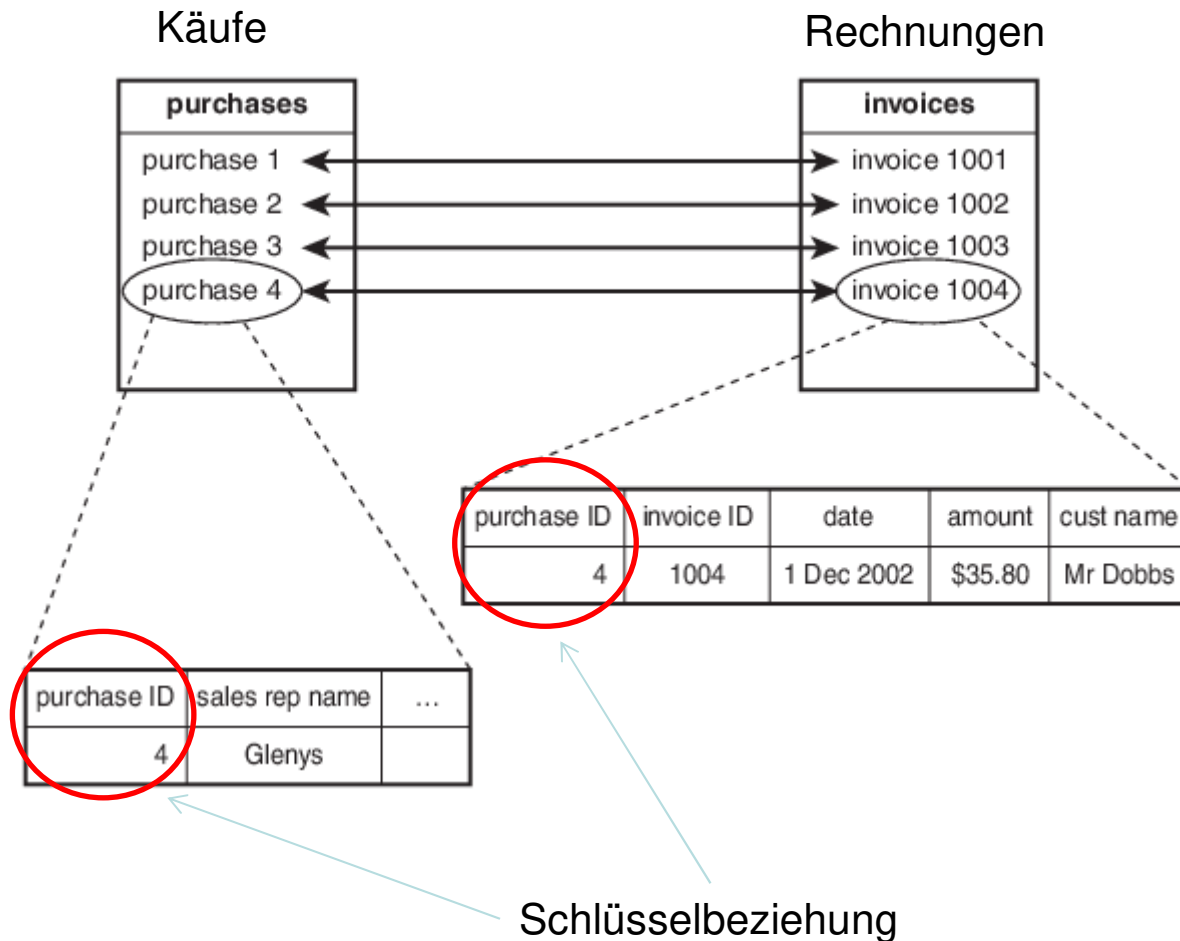 Käufe
Rechnungen
purchases
purchase 1
purchase 2
purchase 3
purchase 4
invoices
invoice 1001
invoice 1002
invoice 1003
invoice 1004
purchase ID invoice ID date amount cust name
4 1004 1 Dec 2002 $35.80 Mr Dobbs
purchase ID sales rep name ...
4 Glenys
Schlüsselbeziehung